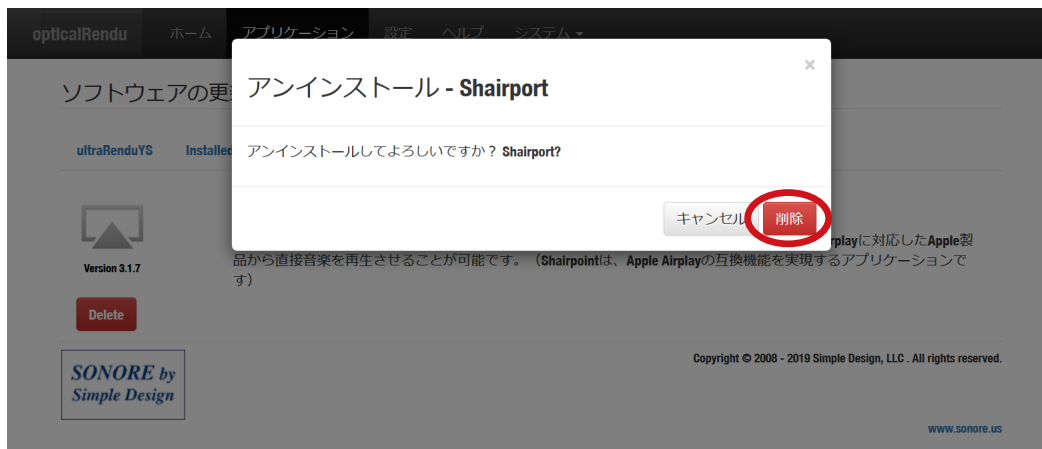 optIcalRendu ホーム アプリケーション 設定 ヘルプ システム
×
ソフトウェアの更
アンインストール - Shairport
ultraRenduYS Installed
アンインストールしてよろしいですか？ Shairport?
キャンセル 削除
rplayに対応したApple製
品から直接音楽を再生させることが可能です。（Shairpointは、Apple Airplayの互換機能を実現するアプリケーションで
す）
Version 3.1.7
Delete
SONORE by
Simple Design
Copyright © 2008 - 2019 Simple Design, LLC . All rights reserved.
www.sonore.us